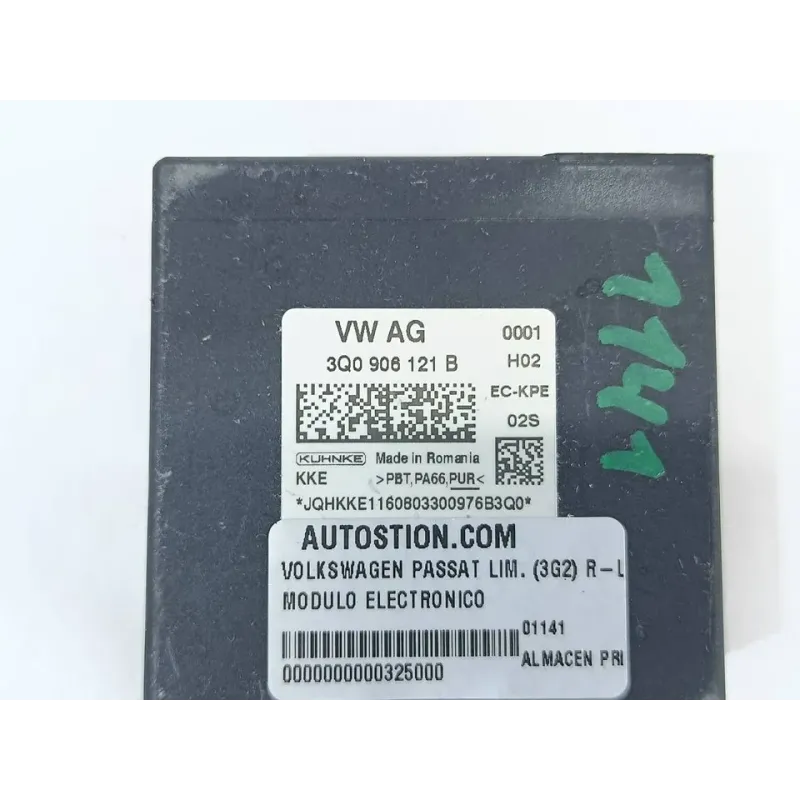 VW AG 0001
3Q0 906 121 B H02
EC-KPE
02S
KUHNKE Made in Romania
KKE >PBT,PA66,PUR<
*JQHKKE1160803300976B3Q0*
AUTOSTION.COM
VOLKSWAGEN PASSAT LIM. (3G2) R-L
MODULO ELECTRONICO
01141
0000000000325000 ALMACEN PRI
1141